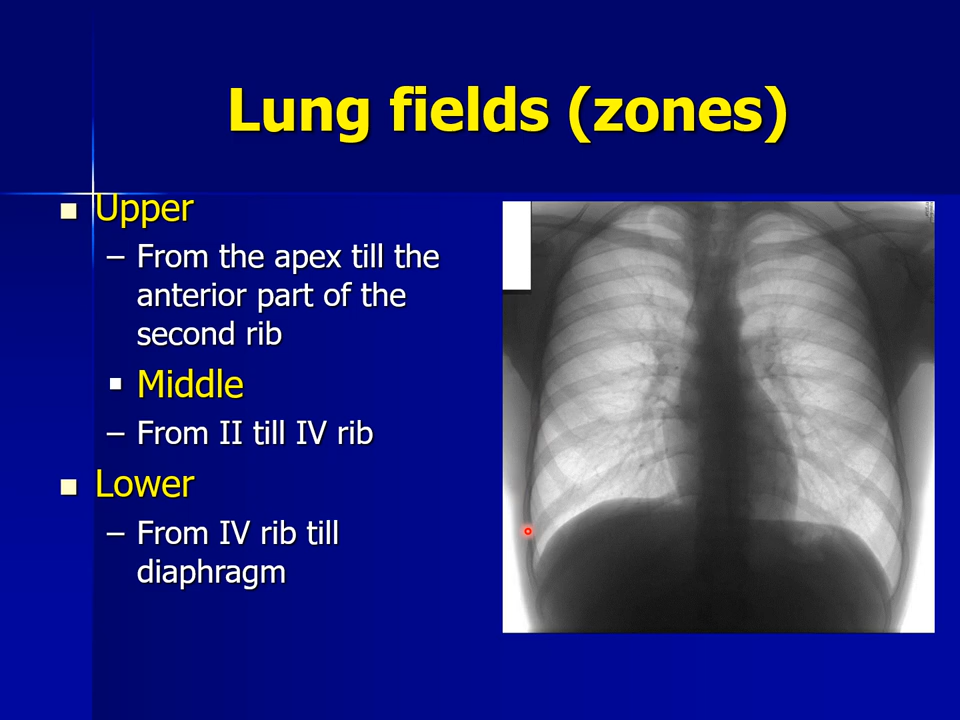 Lung fields (zones)
Upper
– From the apex till the
anterior part of the
second rib
Middle
– From II till IV rib
Lower
– From IV rib till
diaphragm